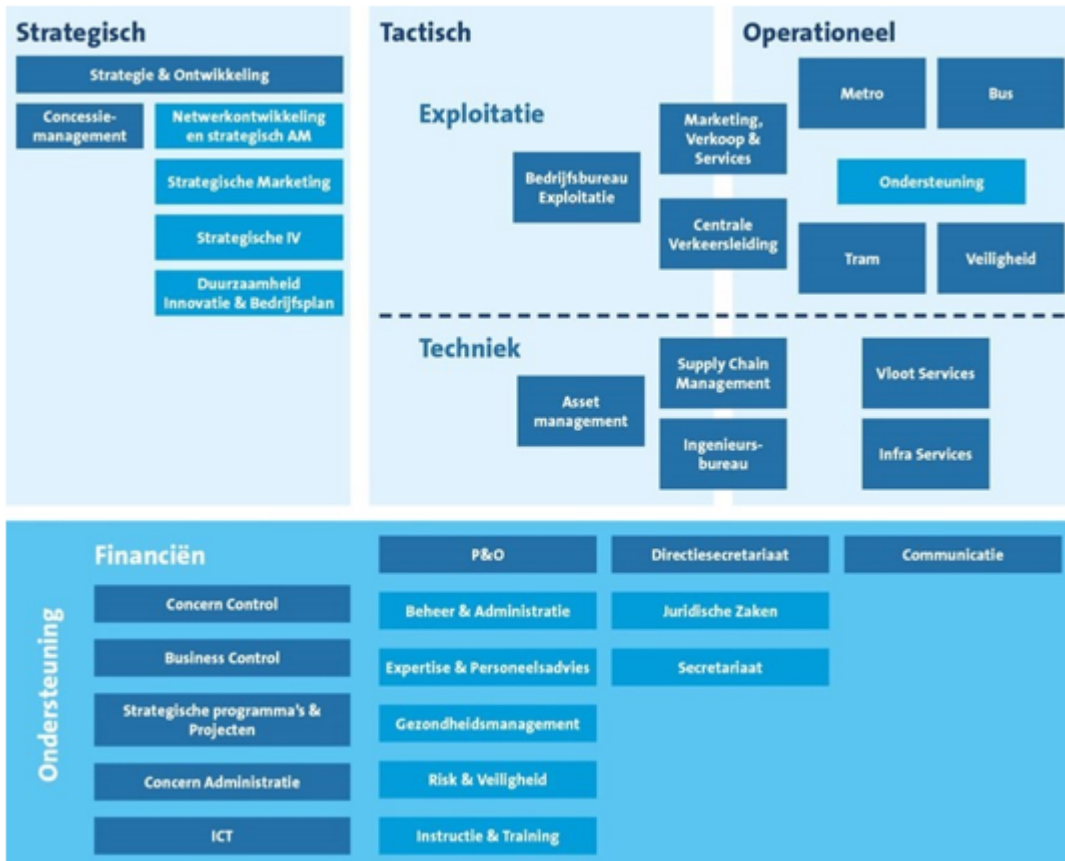 Strategisch
Strategie & Ontwikkeling
Concessie-
management
Netwerkontwikkeling
en strategisch AM
Strategische Marketing
Strategische IV
Duurzaamheid
Innovatie & Bedrijfsplan
Tactisch
Operationeel
Exploitatie
Bedrijfsbureau
Exploitatie
Marketing,
Verkoop &
Services
Centrale
Verkeersleiding
Metro
Bus
Ondersteuning
Tram
Veiligheid
Techniek
Asset
management
Supply Chain
Management
Ingenieurs-
bureau
Vloot Services
Infra Services
Ondersteuning
Financiën
Concern Control
Business Control
Strategische programma's &
Projecten
Concern Administratie
ICT
P&O
Beheer & Administratie
Expertise & Personeelsadvies
Gezondheidsmanagement
Risk & Veiligheid
Instructie & Training
Directiesecretariaat
Juridische Zaken
Secretariaat
Communicatie